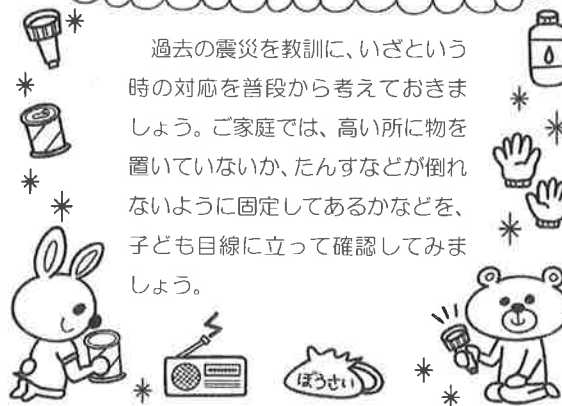 過去の震災を教訓に、いざという
時の対応を普段から考えておきま
しょう。ご家庭では、高い所に物を
置いていないか、たんすなどが倒れ
ないように固定してあるかなどを、
子ども目線に立って確認してみま
しょう。
ぼうさい